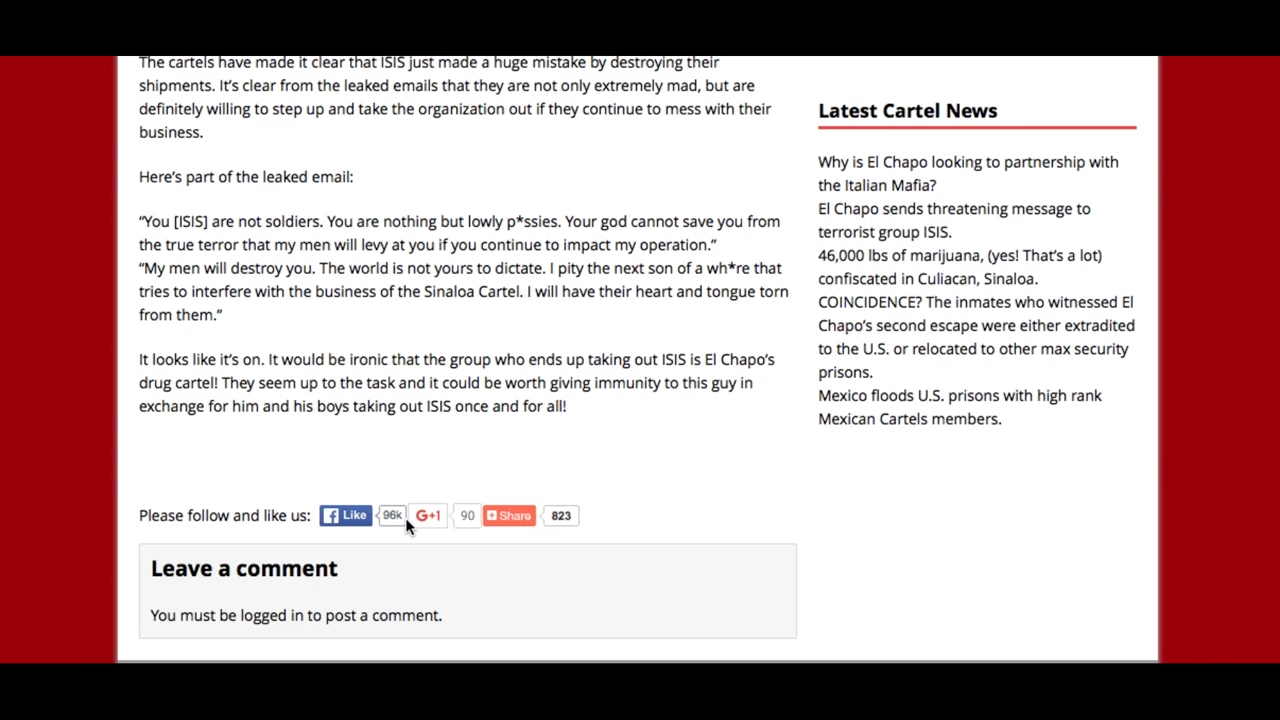 The cartels have made it clear that ISIS just made a huge mistake by destroying their
shipments. It’s clear from the leaked emails that they are not only extremely mad, but are
definitely willing to step up and take the organization out if they continue to mess with their
business.
Here’s part of the leaked email:
“You [ISIS] are not soldiers. You are nothing but lowly p*ssies. Your god cannot save you from
the true terror that my men will levy at you if you continue to impact my operation.”
“My men will destroy you. The world is not yours to dictate. I pity the next son of a wh*re that
tries to interfere with the business of the Sinaloa Cartel. I will have their heart and tongue torn
from them.”
It looks like it’s on. It would be ironic that the group who ends up taking out ISIS is El Chapo’s
drug cartel! They seem up to the task and it could be worth giving immunity to this guy in
exchange for him and his boys taking out ISIS once and for all!
Please follow and like us: Like 96k G+1 90 Share 823
Leave a comment
You must be logged in to post a comment.
Latest Cartel News
Why is El Chapo looking to partnership with
the Italian Mafia?
El Chapo sends threatening message to
terrorist group ISIS.
46,000 lbs of marijuana, (yes! That’s a lot)
confiscated in Culiacan, Sinaloa.
COINCIDENCE? The inmates who witnessed El
Chapo’s second escape were either extradited
to the U.S. or relocated to other max security
prisons.
Mexico floods U.S. prisons with high rank
Mexican Cartels members.